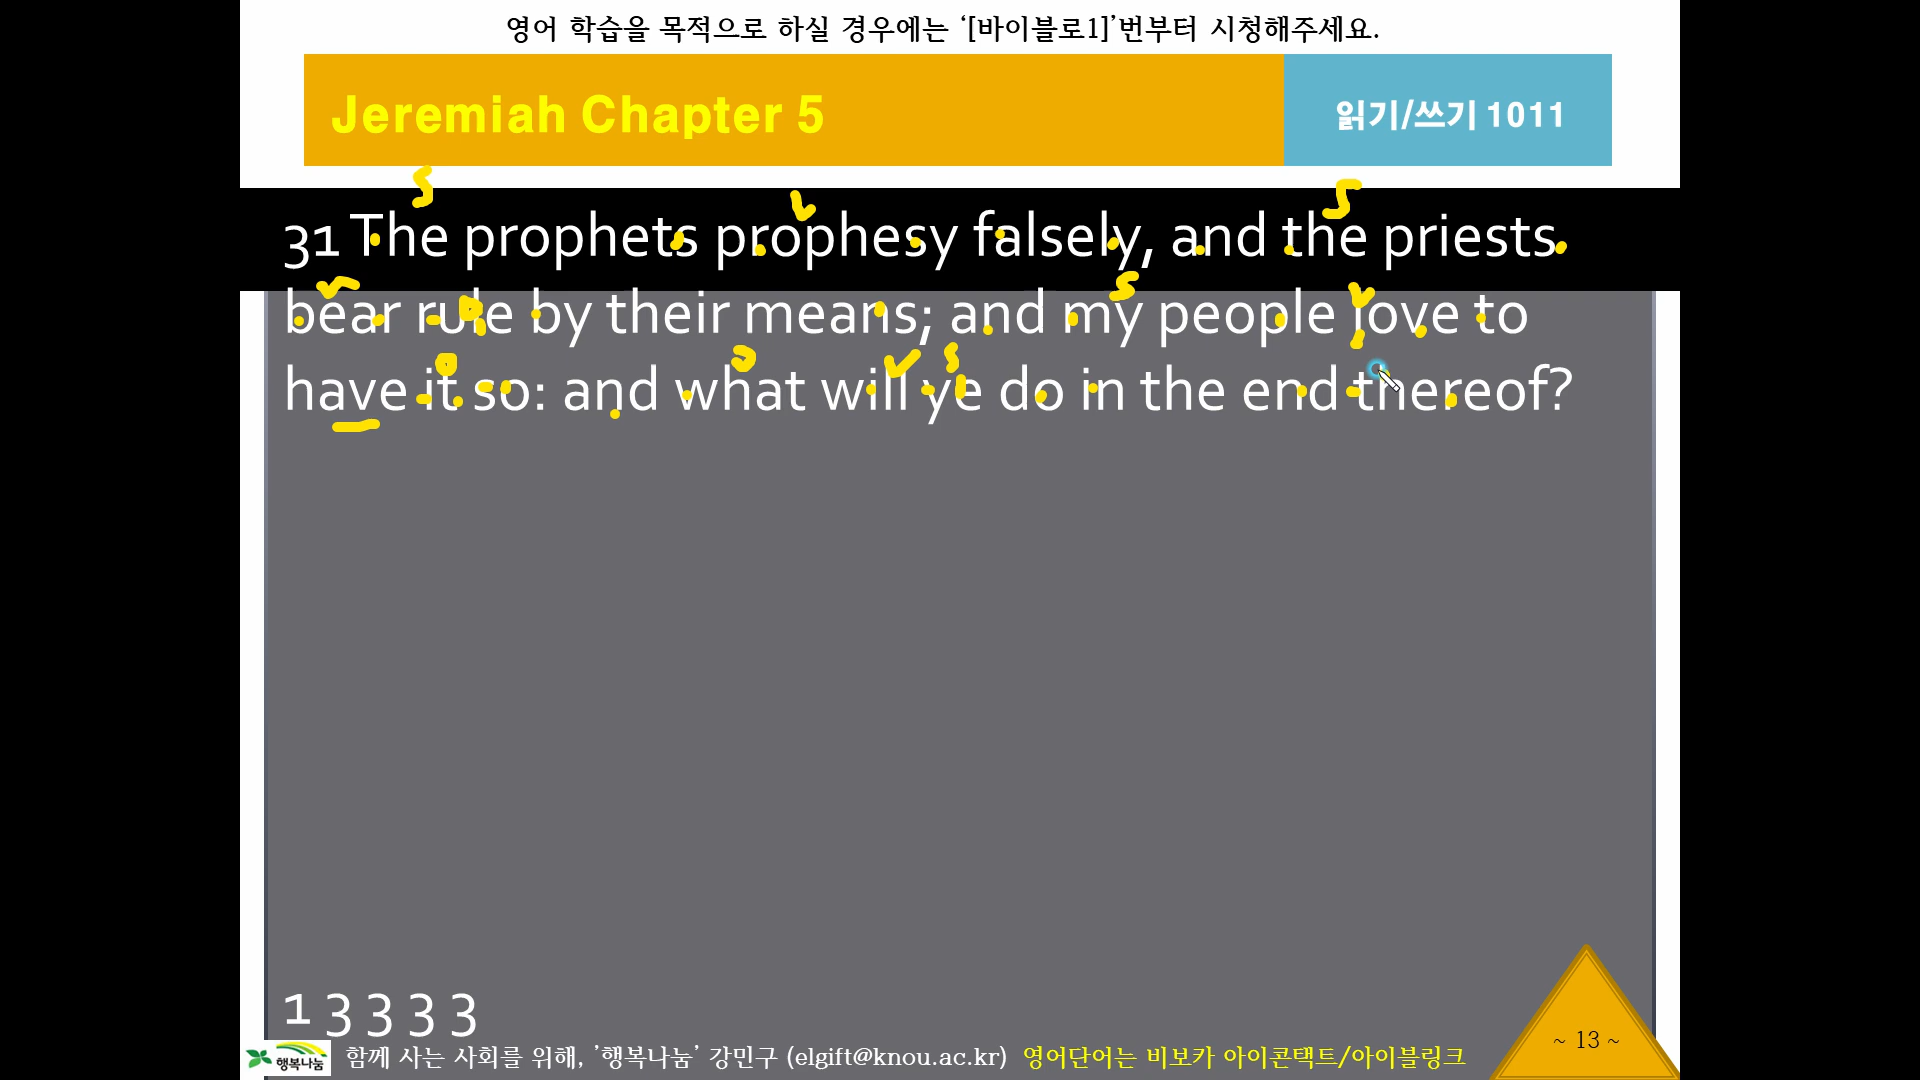 영어 학습을 목적으로 하실 경우에는 ‘[바이블로1]’번부터 시청해주세요.
Jeremiah Chapter 5
읽기/쓰기 1011
31 The prophets prophesy falsely, and the priests
bear rule by their means; and my people love to
have it so: and what will ye do in the end thereof?
1 3 3 3 3
~ 13 ~
행복나눔
함께 사는 사회를 위해, ’행복나눔’ 강민구 (elgift@knou.ac.kr) 영어단어는 비보카 아이콘택트/아이블링크